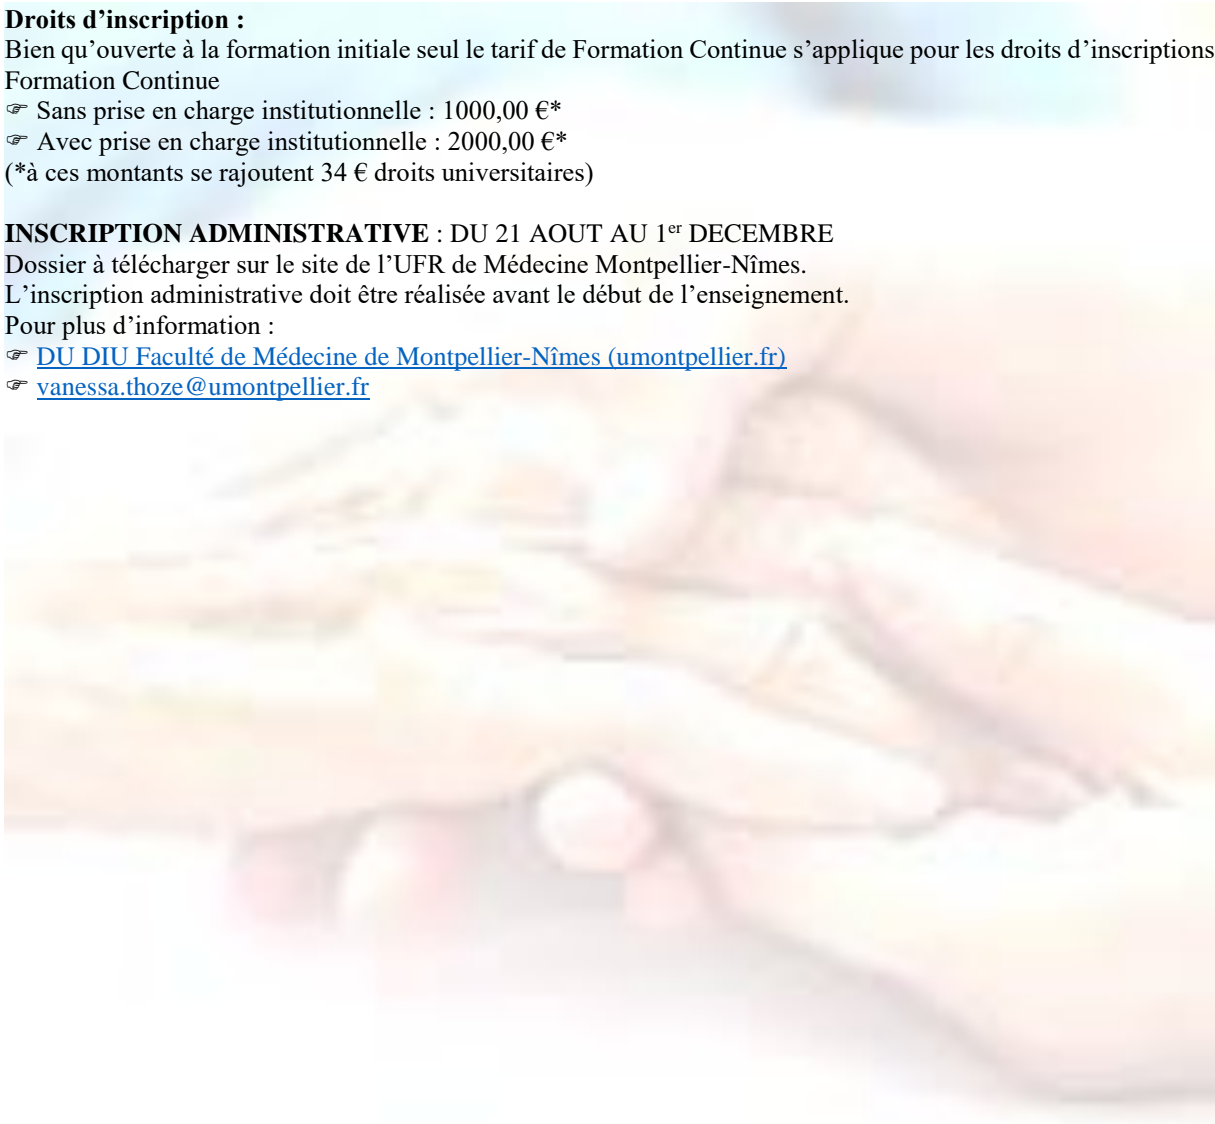 Droits d’inscription :
Bien qu’ouverte à la formation initiale seul le tarif de Formation Continue s’applique pour les droits d’inscriptions
Formation Continue
☞ Sans prise en charge institutionnelle : 1000,00 €*
☞ Avec prise en charge institutionnelle : 2000,00 €*
(*à ces montants se rajoutent 34 € droits universitaires)
INSCRIPTION ADMINISTRATIVE : DU 21 AOUT AU 1er DECEMBRE
Dossier à télécharger sur le site de l’UFR de Médecine Montpellier-Nîmes.
L’inscription administrative doit être réalisée avant le début de l’enseignement.
Pour plus d’information :
☞ DU DIU Faculté de Médecine de Montpellier-Nîmes (umontpellier.fr)
☞ vanessa.thoze@umontpellier.fr